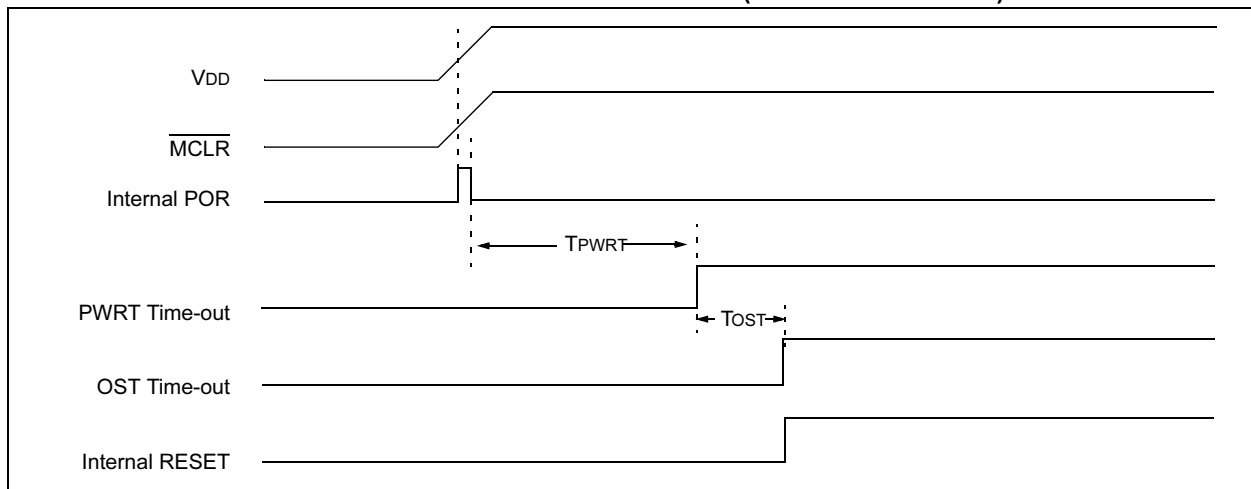 VDD
MCLR
Internal POR
TPWRT
PWRT Time-out
TOST
OST Time-out
Internal RESET